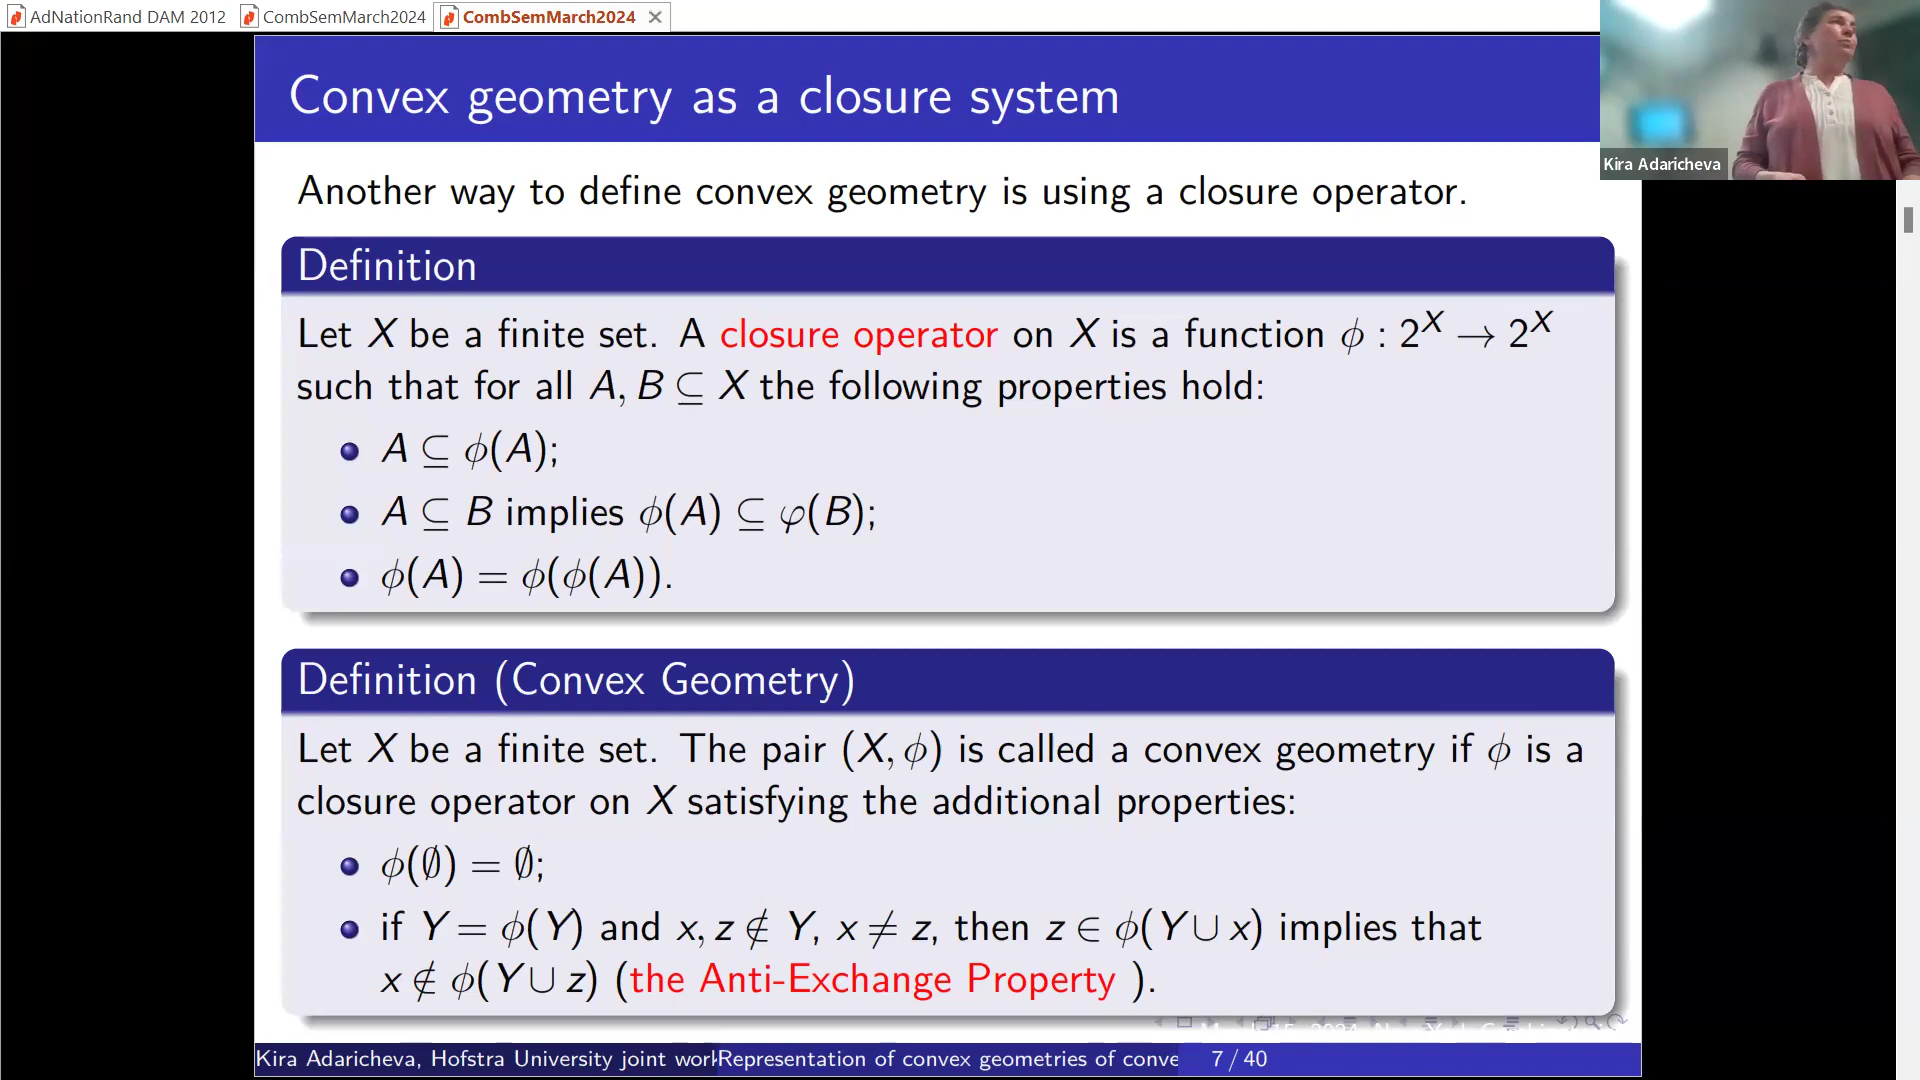 AdNationRand DAM 2012 CombSemMarch2024 CombSemMarch2024
Convex geometry as a closure system
Kira Adaricheva
Another way to define convex geometry is using a closure operator.
Definition
Let X be a finite set. A closure operator on X is a function ϕ : 2^X → 2^X
such that for all A, B ⊆ X the following properties hold:
A ⊆ ϕ(A);
A ⊆ B implies ϕ(A) ⊆ φ(B);
ϕ(A) = ϕ(ϕ(A)).
Definition (Convex Geometry)
Let X be a finite set. The pair (X, ϕ) is called a convex geometry if ϕ is a
closure operator on X satisfying the additional properties:
ϕ(∅) = ∅;
if Y = ϕ(Y) and x, z ∉ Y, x ≠ z, then z ∈ ϕ(Y ∪ x) implies that
x ∉ ϕ(Y ∪ z) (the Anti-Exchange Property ).
Kira Adaricheva, Hofstra University joint work Representation of convex geometries of conve 7 / 40